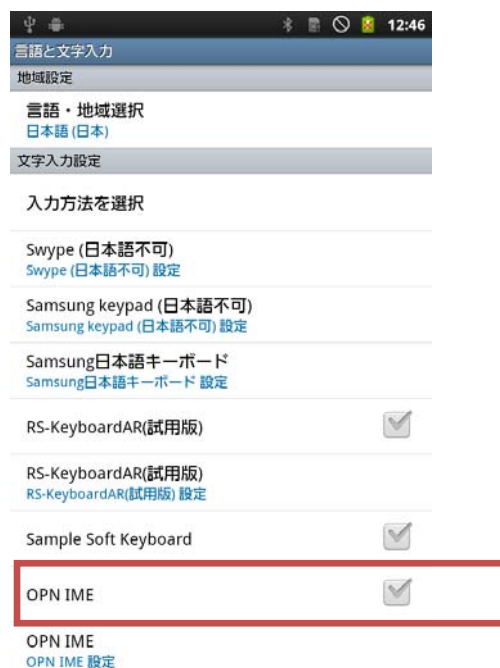 12:46
言語と文字入力
地域設定
言語・地域選択
日本語 (日本)
文字入力設定
入力方法を選択
Swype (日本語不可)
Swype (日本語不可) 設定
Samsung keypad (日本語不可)
Samsung keypad (日本語不可) 設定
Samsung日本語キーボード
Samsung日本語キーボード 設定
RS-KeyboardAR(試用版)
RS-KeyboardAR(試用版)
RS-KeyboardAR(試用版) 設定
Sample Soft Keyboard
OPN IME
OPN IME
OPN IME 設定